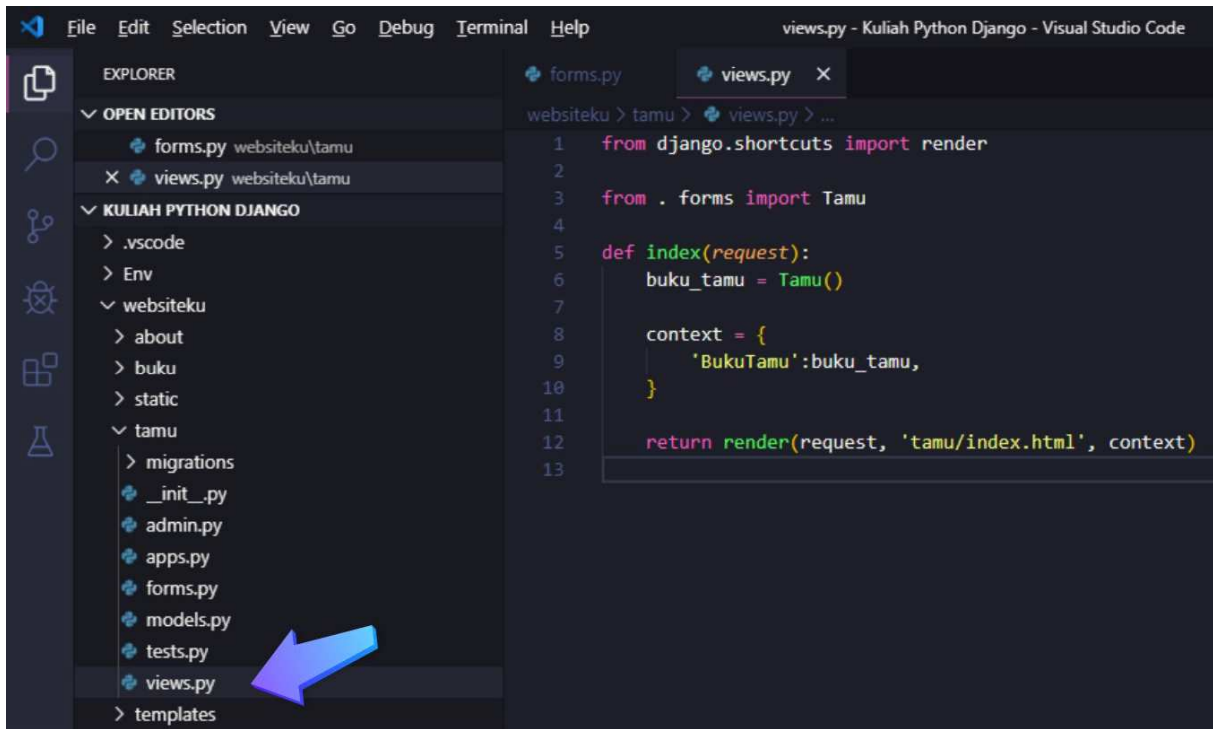 File Edit Selection View Go Debug Terminal Help views.py - Kuliah Python Django - Visual Studio Code
EXPLORER
OPEN EDITORS
forms.py websiteku\tamu
views.py websiteku\tamu
KULIAH PYTHON DJANGO
.vscode
Env
websiteku
about
buku
static
tamu
migrations
__init__.py
admin.py
apps.py
forms.py
models.py
tests.py
views.py
templates
forms.py views.py
websiteku > tamu > views.py > ...
1 from django.shortcuts import render
2
3 from . forms import Tamu
4
5 def index(request):
6     buku_tamu = Tamu()
7
8     context = {
9         'BukuTamu':buku_tamu,
10     }
11
12     return render(request, 'tamu/index.html', context)
13